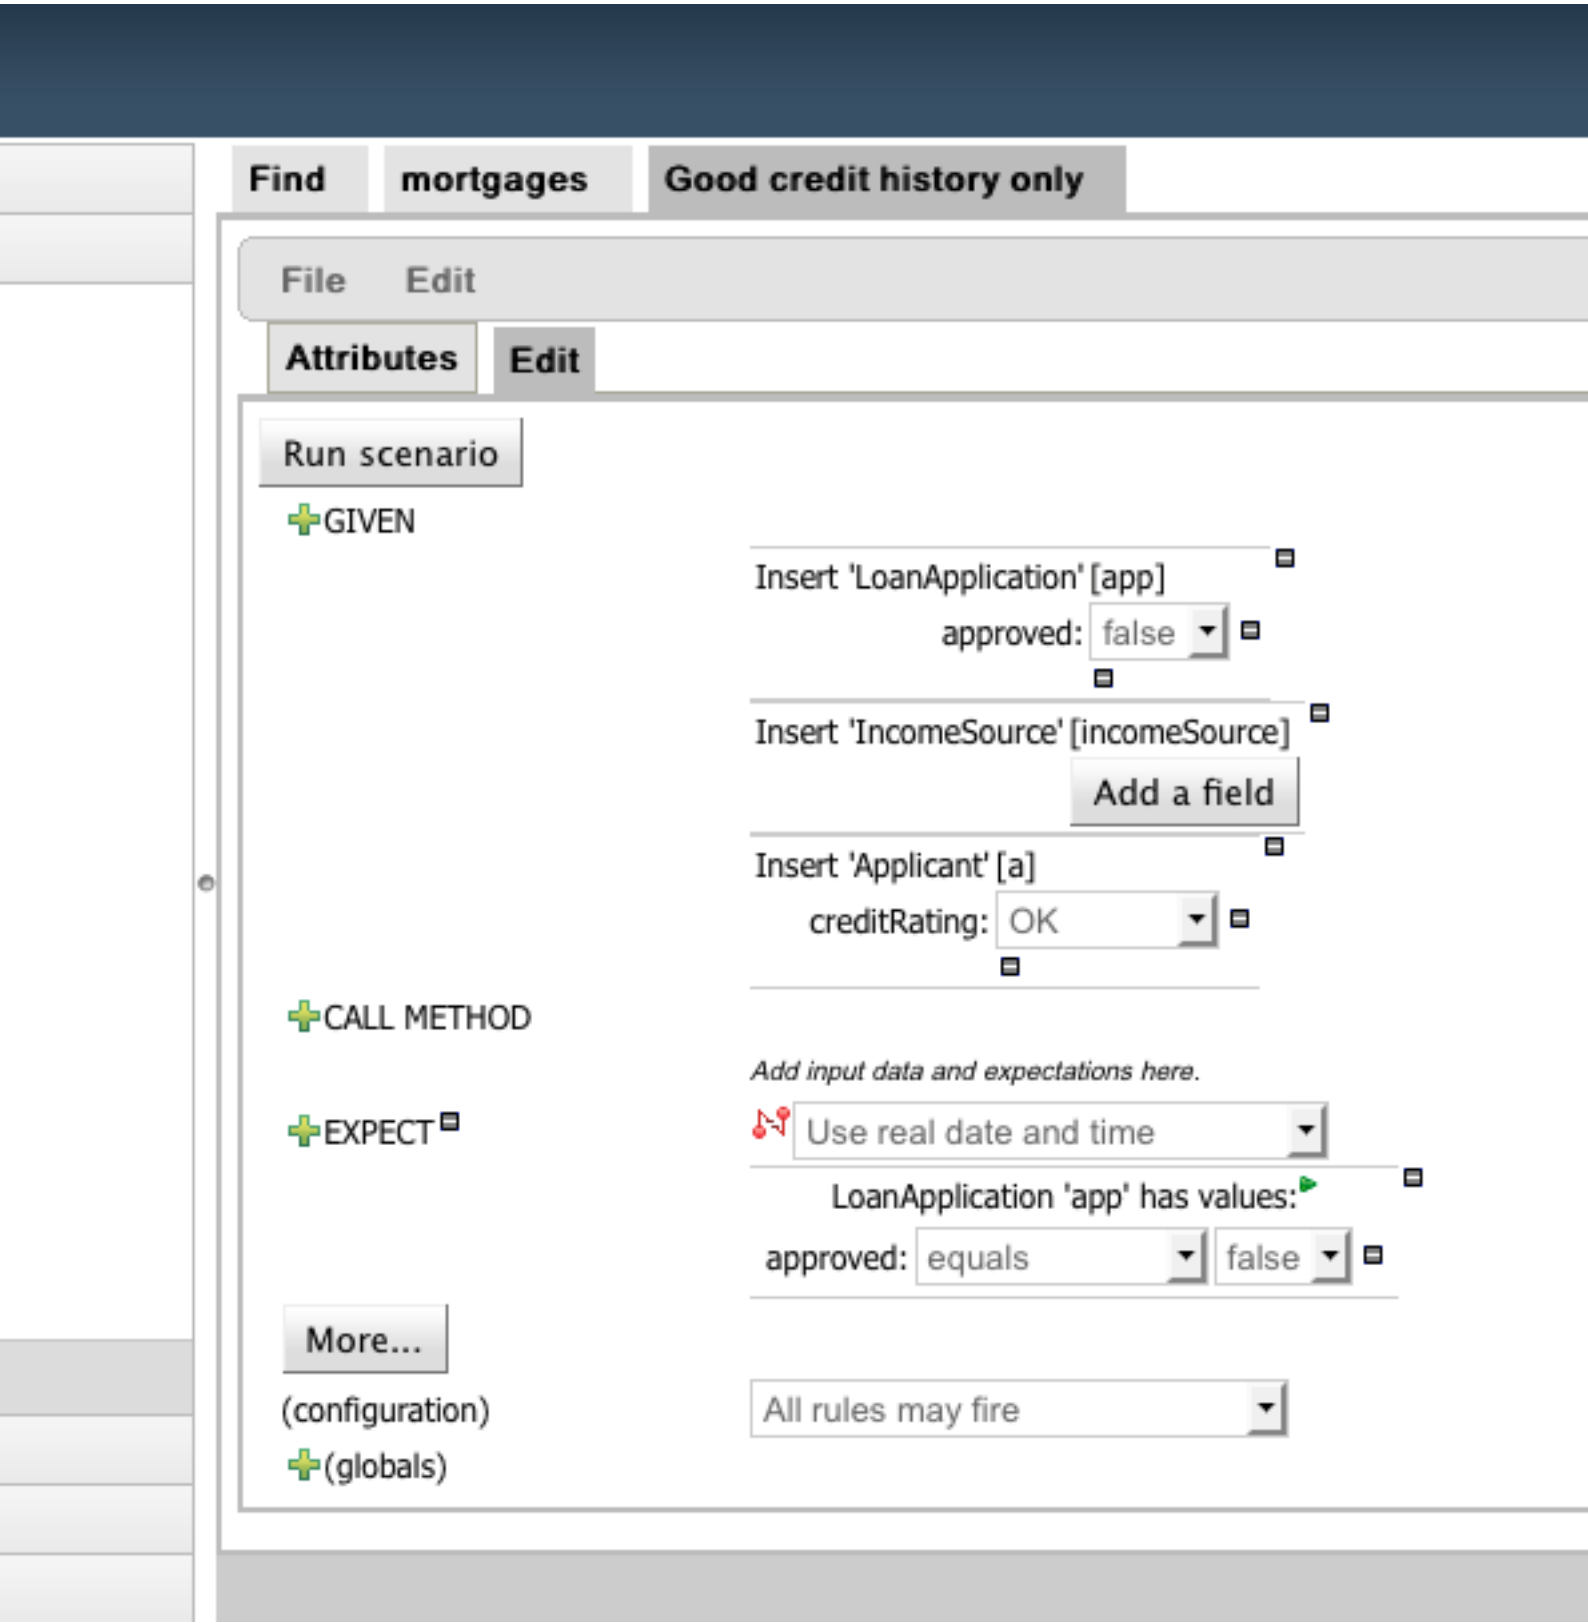 Find mortgages Good credit history only
File Edit
Attributes Edit
Run scenario
GIVEN
Insert 'LoanApplication' [app]
approved: false
Insert 'IncomeSource' [incomeSource]
Add a field
Insert 'Applicant' [a]
creditRating: OK
CALL METHOD
Add input data and expectations here.
EXPECT Use real date and time
LoanApplication 'app' has values:
approved: equals false
More...
(configuration) All rules may fire
(globals)